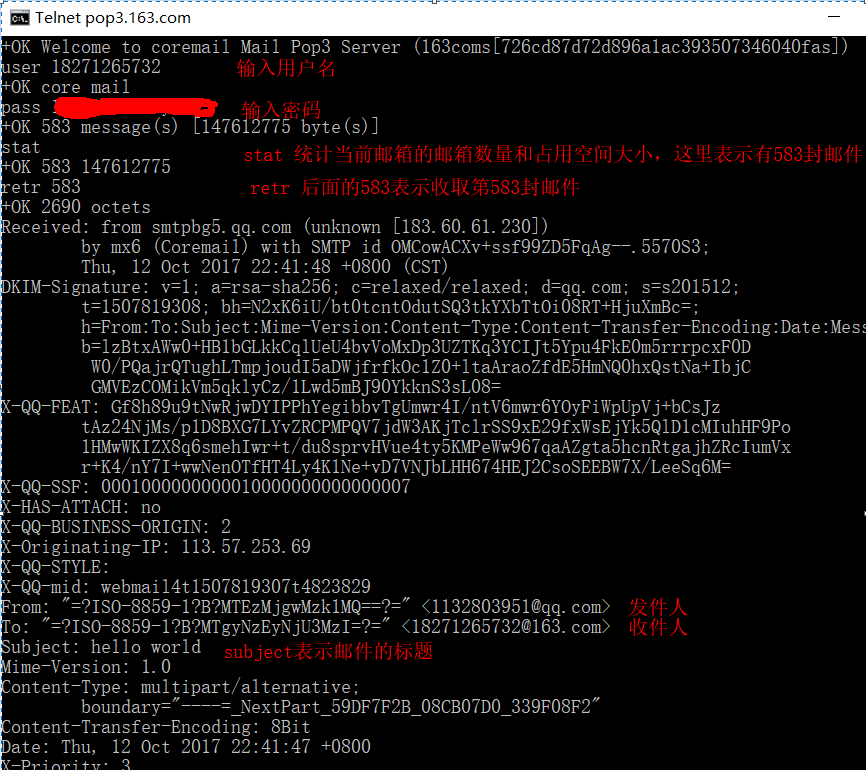 Telnet pop3.163.com
+OK Welcome to coremail Mail Pop3 Server (163coms[726cd87d72d896a1ac393507346040fas])
user 18271265732 输入用户名
+OK core mail
pass 输入密码
+OK 583 message(s) [147612775 byte(s)]
stat
stat 统计当前邮箱的邮箱数量和占用空间大小，这里表示有583封邮件
+OK 583 147612775
retr 583 retr 后面的583表示收取第583封邮件
+OK 2690 octets
Received: from smtpbg5.qq.com (unknown [183.60.61.230])
by mx6 (Coremail) with SMTP id OMCowACXv+ssf99ZD5FqAg--.5570S3;
Thu, 12 Oct 2017 22:41:48 +0800 (CST)
DKIM-Signature: v=1; a=rsa-sha256; c=relaxed/relaxed; d=qq.com; s=s201512;
t=1507819308; bh=N2xK6iU/bt0tcntOdutSQ3tkYXbTtOi08RT+HjuXmBc=;
h=From:To:Subject:Mime-Version:Content-Type:Content-Transfer-Encoding:Date:Mess
b=lzBtxAWw0+HBlbGLkkCqlUeU4bvVoMxDp3UZTKq3YCIJt5Ypu4FkE0m5rrrpcxF0D
W0/PQajrQTughLTmpjoudI5aDWjfrfkOclZ0+ltaAraoZfdE5HmNQ0hxQstNa+IbjC
GMVEzCOMikVm5qklyCz/lLwd5mBJ90YkknS3sL08=
X-QQ-FEAT: Gf8h89u9tNwRjwDYIPPhYegibbvTgUmwr4I/ntV6mwr6YOyFiWpUpVj+bCsJz
tAz24NjMs/plD8BXG7LYvZRCPMPQV7jdW3AKjTclrSS9xE29fxWsEjYk5QlDlcMIuhHF9Po
lHMwWKIZX8q6smehIwr+t/du8sprvHVue4ty5KMPeWw967qaAZgta5hcnRtgajhZRcIumVx
r+K4/nY7I+wwNenOTfHT4Ly4KlNe+vD7VNJbLHH674HEJ2CsoSEEBW7X/LeeSq6M=
X-QQ-SSF: 00010000000000010000000000000007
X-HAS-ATTACH: no
X-QQ-BUSINESS-ORIGIN: 2
X-Originating-IP: 113.57.253.69
X-QQ-STYLE:
X-QQ-mid: webmail4t1507819307t4823829
From: "=?ISO-8859-1?B?MTEzMjgwMzk1MQ==?=" <1132803951@qq.com> 发件人
To: "=?ISO-8859-1?B?MTgyNzEyNjU3MzI=?=" <18271265732@163.com> 收件人
Subject: hello world subject表示邮件的标题
Mime-Version: 1.0
Content-Type: multipart/alternative;
boundary="----=_NextPart_59DF7F2B_08CB07D0_339F08F2"
Content-Transfer-Encoding: 8Bit
Date: Thu, 12 Oct 2017 22:41:47 +0800
X-Priority: 3